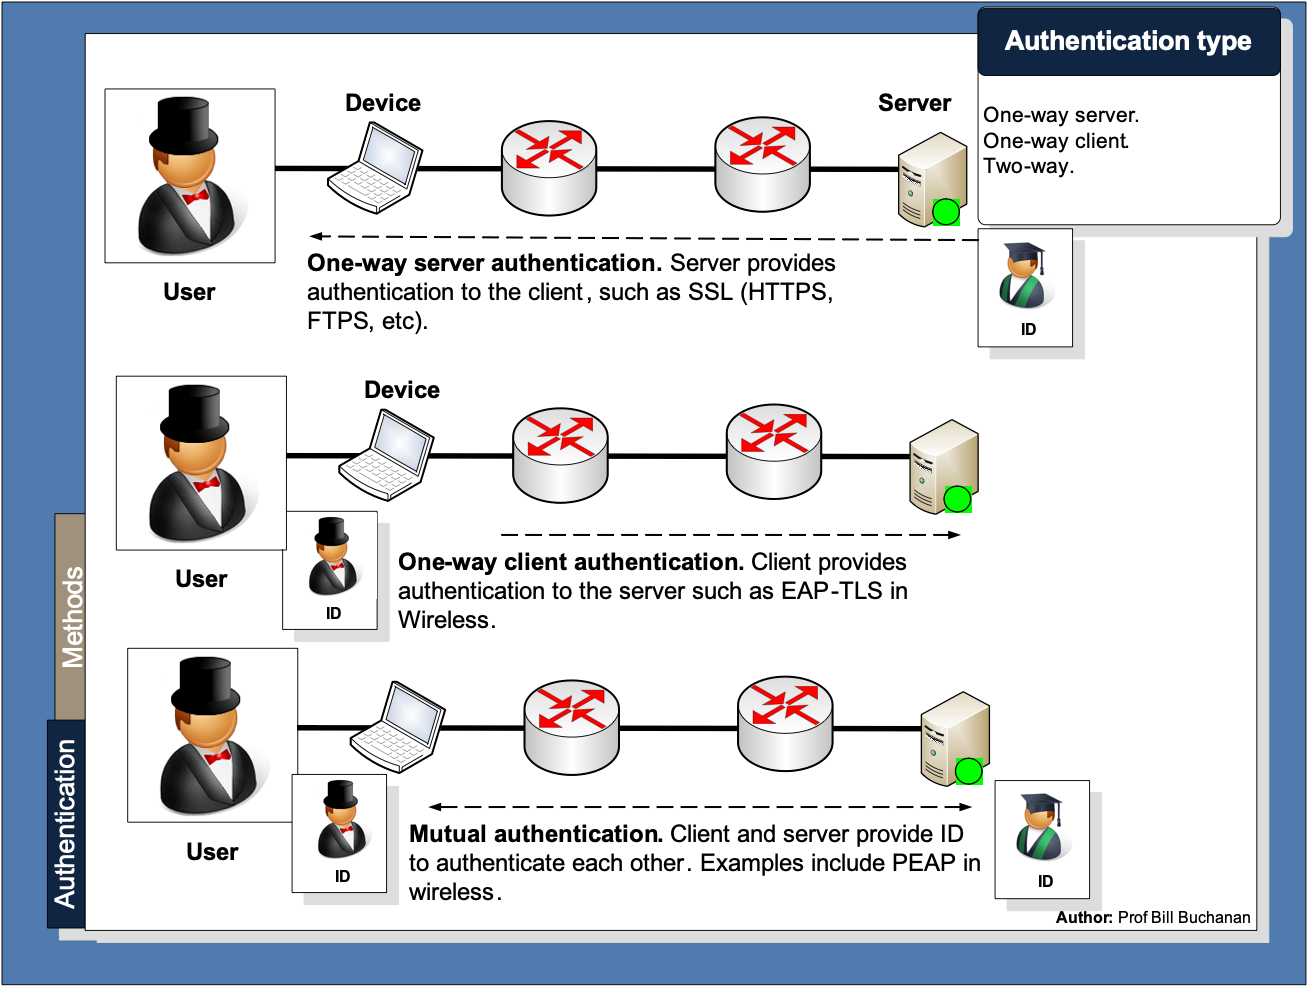 Authentication type
One-way server.
One-way client.
Two-way.
Device
Server
User
One-way server authentication. Server provides
authentication to the client, such as SSL (HTTPS,
FTPS, etc).
ID
Device
User
ID
One-way client authentication. Client provides
authentication to the server such as EAP-TLS in
Wireless.
User
ID
Mutual authentication. Client and server provide ID
to authenticate each other. Examples include PEAP in
wireless.
ID
Author: Prof Bill Buchanan
Methods
Authentication